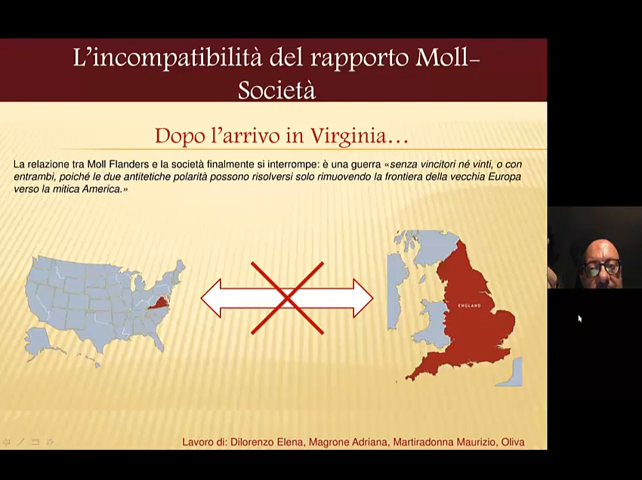 L'incompatibilità del rapporto Moll-
Società
Dopo l'arrivo in Virginia…
La relazione tra Moll Flanders e la società finalmente si interrompe: è una guerra «senza vincitori né vinti, o con
entrambi, poiché le due antitetiche polarità possono risolversi solo rimuovendo la frontiera della vecchia Europa
verso la mitica America.»
ENGLAND
Lavoro di: Dilorenzo Elena, Magrone Adriana, Martiradonna Maurizio, Oliva